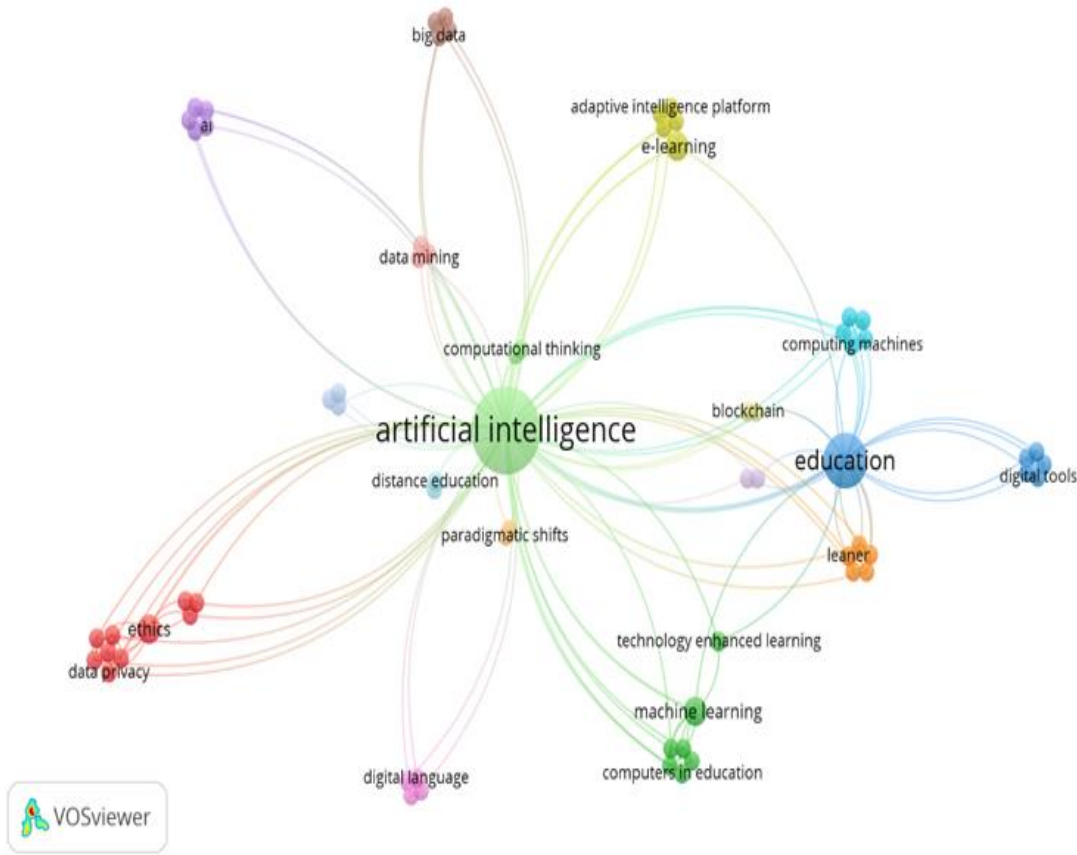 big data
adaptive intelligence platform
ai
e-learning
data mining
computational thinking
computing machines
blockchain
artificial intelligence
education
distance education
digital tools
paradigmatic shifts
leaner
ethics
technology enhanced learning
data privacy
machine learning
digital language
computers in education
VOSviewer